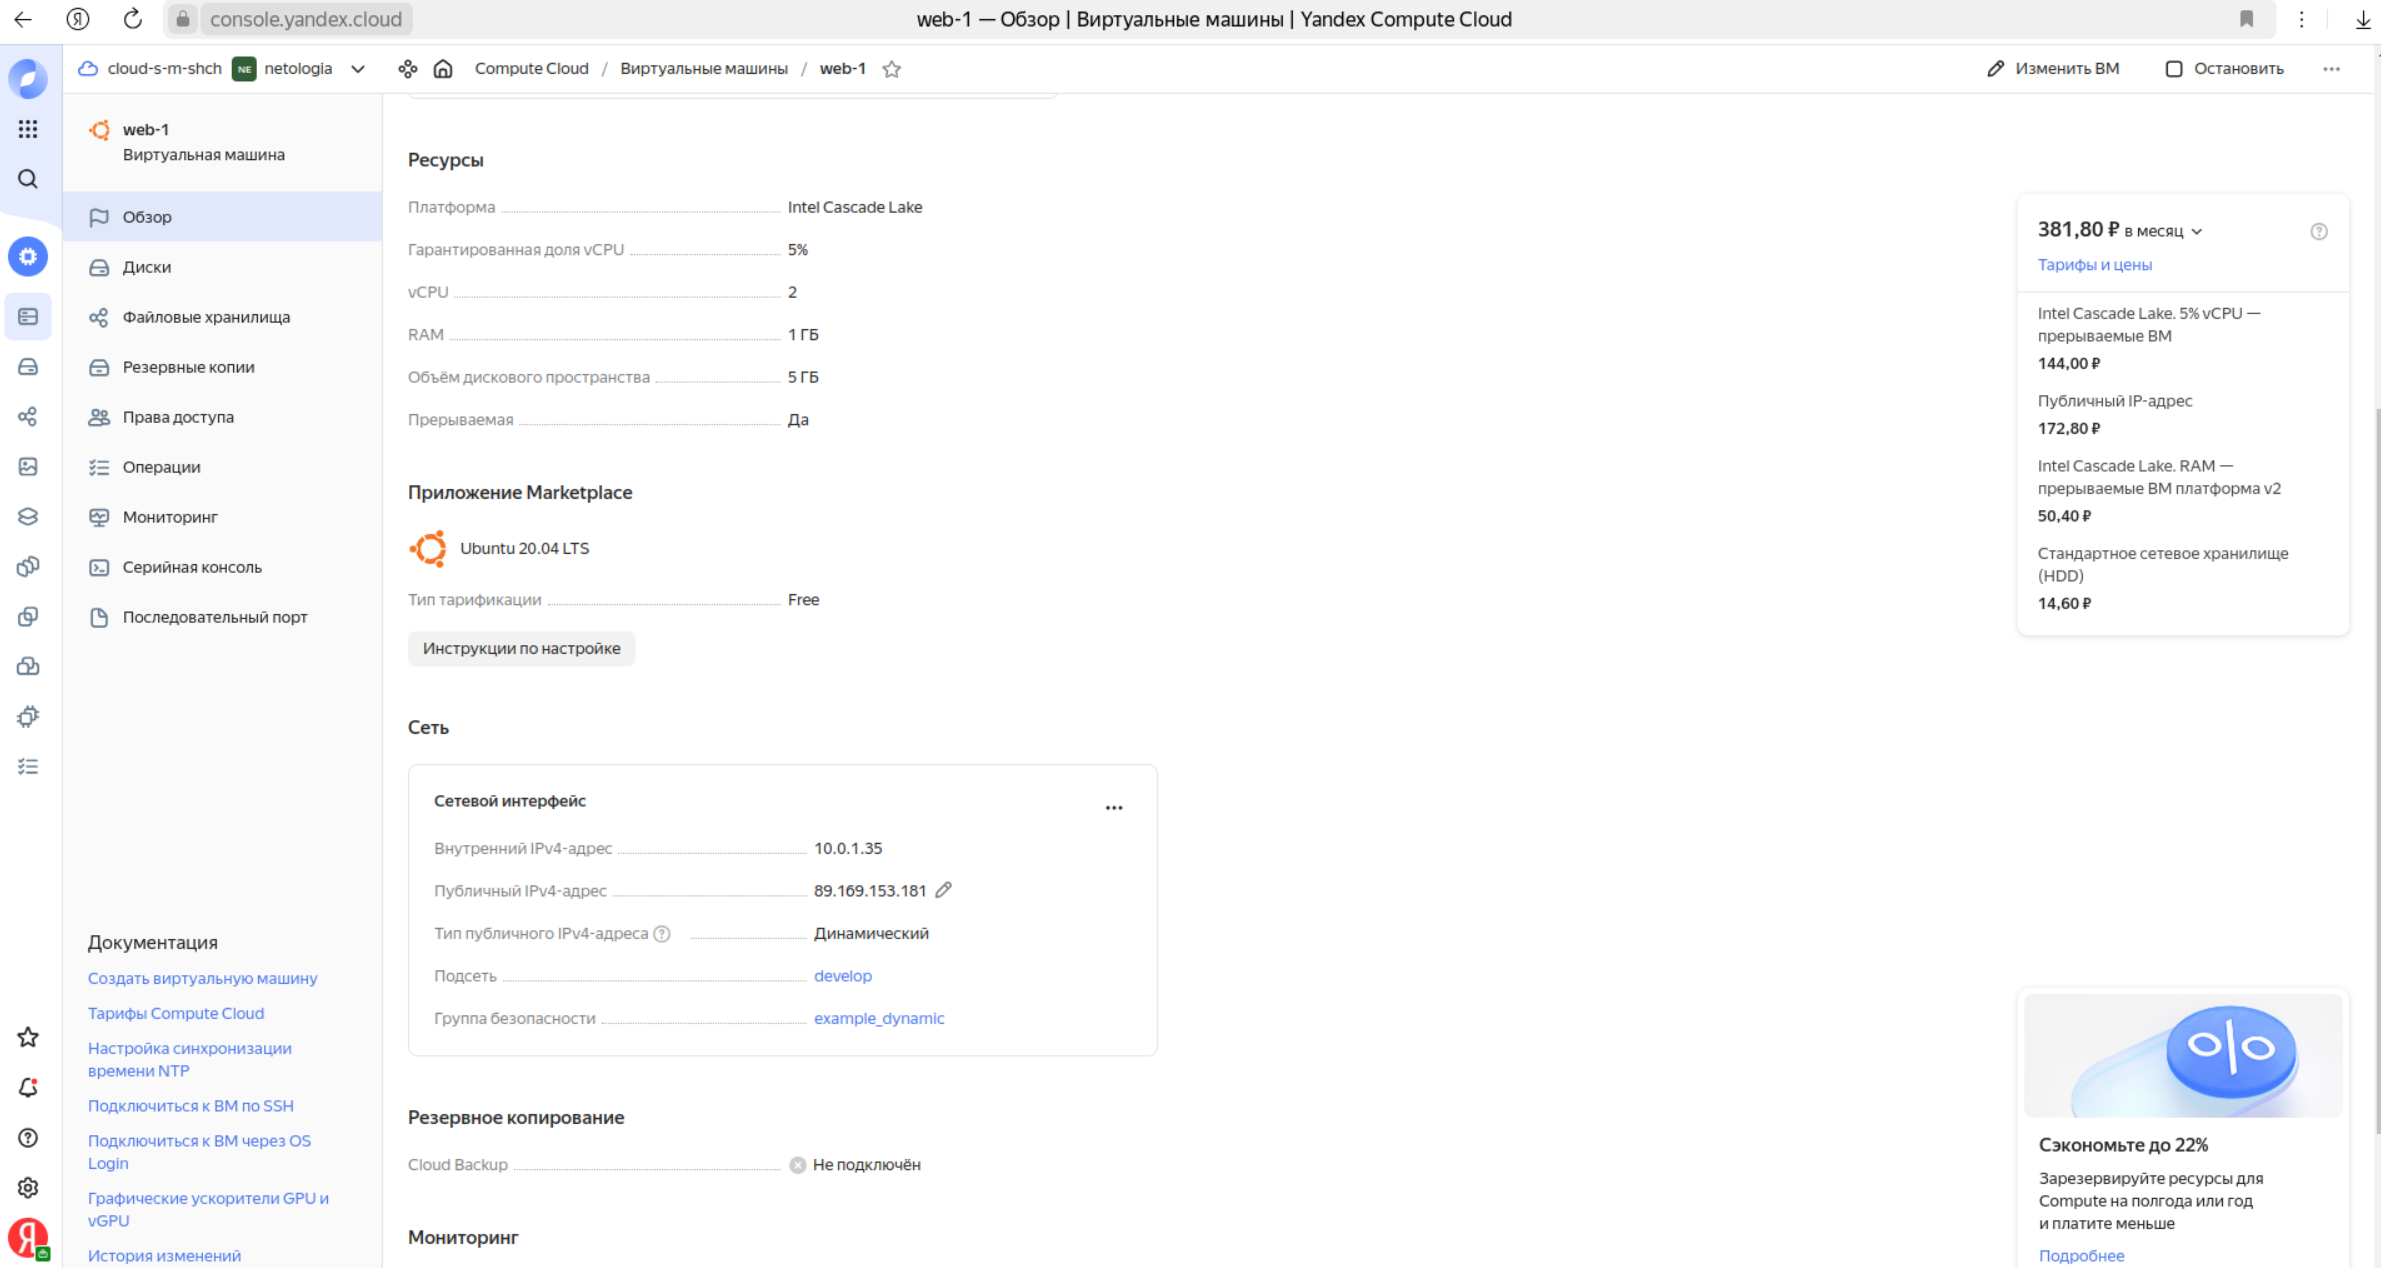 console.yandex.cloud
web-1 — Обзор | Виртуальные машины | Yandex Compute Cloud
cloud-s-m-shch NE netologia
Compute Cloud / Виртуальные машины / web-1
Изменить ВМ
Остановить
web-1
Виртуальная машина
Обзор
Диски
Файловые хранилища
Резервные копии
Права доступа
Операции
Мониторинг
Серийная консоль
Последовательный порт
Документация
Создать виртуальную машину
Тарифы Compute Cloud
Настройка синхронизации
времени NTP
Подключиться к ВМ по SSH
Подключиться к ВМ через OS
Login
Графические ускорители GPU и
vGPU
История изменений
Ресурсы
Платформа Intel Cascade Lake
Гарантированная доля vCPU 5%
vCPU 2
RAM 1 ГБ
Объём дискового пространства 5 ГБ
Прерываемая Да
Приложение Marketplace
Ubuntu 20.04 LTS
Тип тарификации Free
Инструкции по настройке
Сеть
Сетевой интерфейс
Внутренний IPv4-адрес 10.0.1.35
Публичный IPv4-адрес 89.169.153.181
Тип публичного IPv4-адреса Динамический
Подсеть develop
Группа безопасности example_dynamic
Резервное копирование
Cloud Backup Не подключён
Мониторинг
381,80 ₽ в месяц
Тарифы и цены
Intel Cascade Lake. 5% vCPU —
прерываемые ВМ
144,00 ₽
Публичный IP-адрес
172,80 ₽
Intel Cascade Lake. RAM —
прерываемые ВМ платформа v2
50,40 ₽
Стандартное сетевое хранилище
(HDD)
14,60 ₽
Сэкономьте до 22%
Зарезервируйте ресурсы для
Compute на полгода или год
и платите меньше
Подробнее